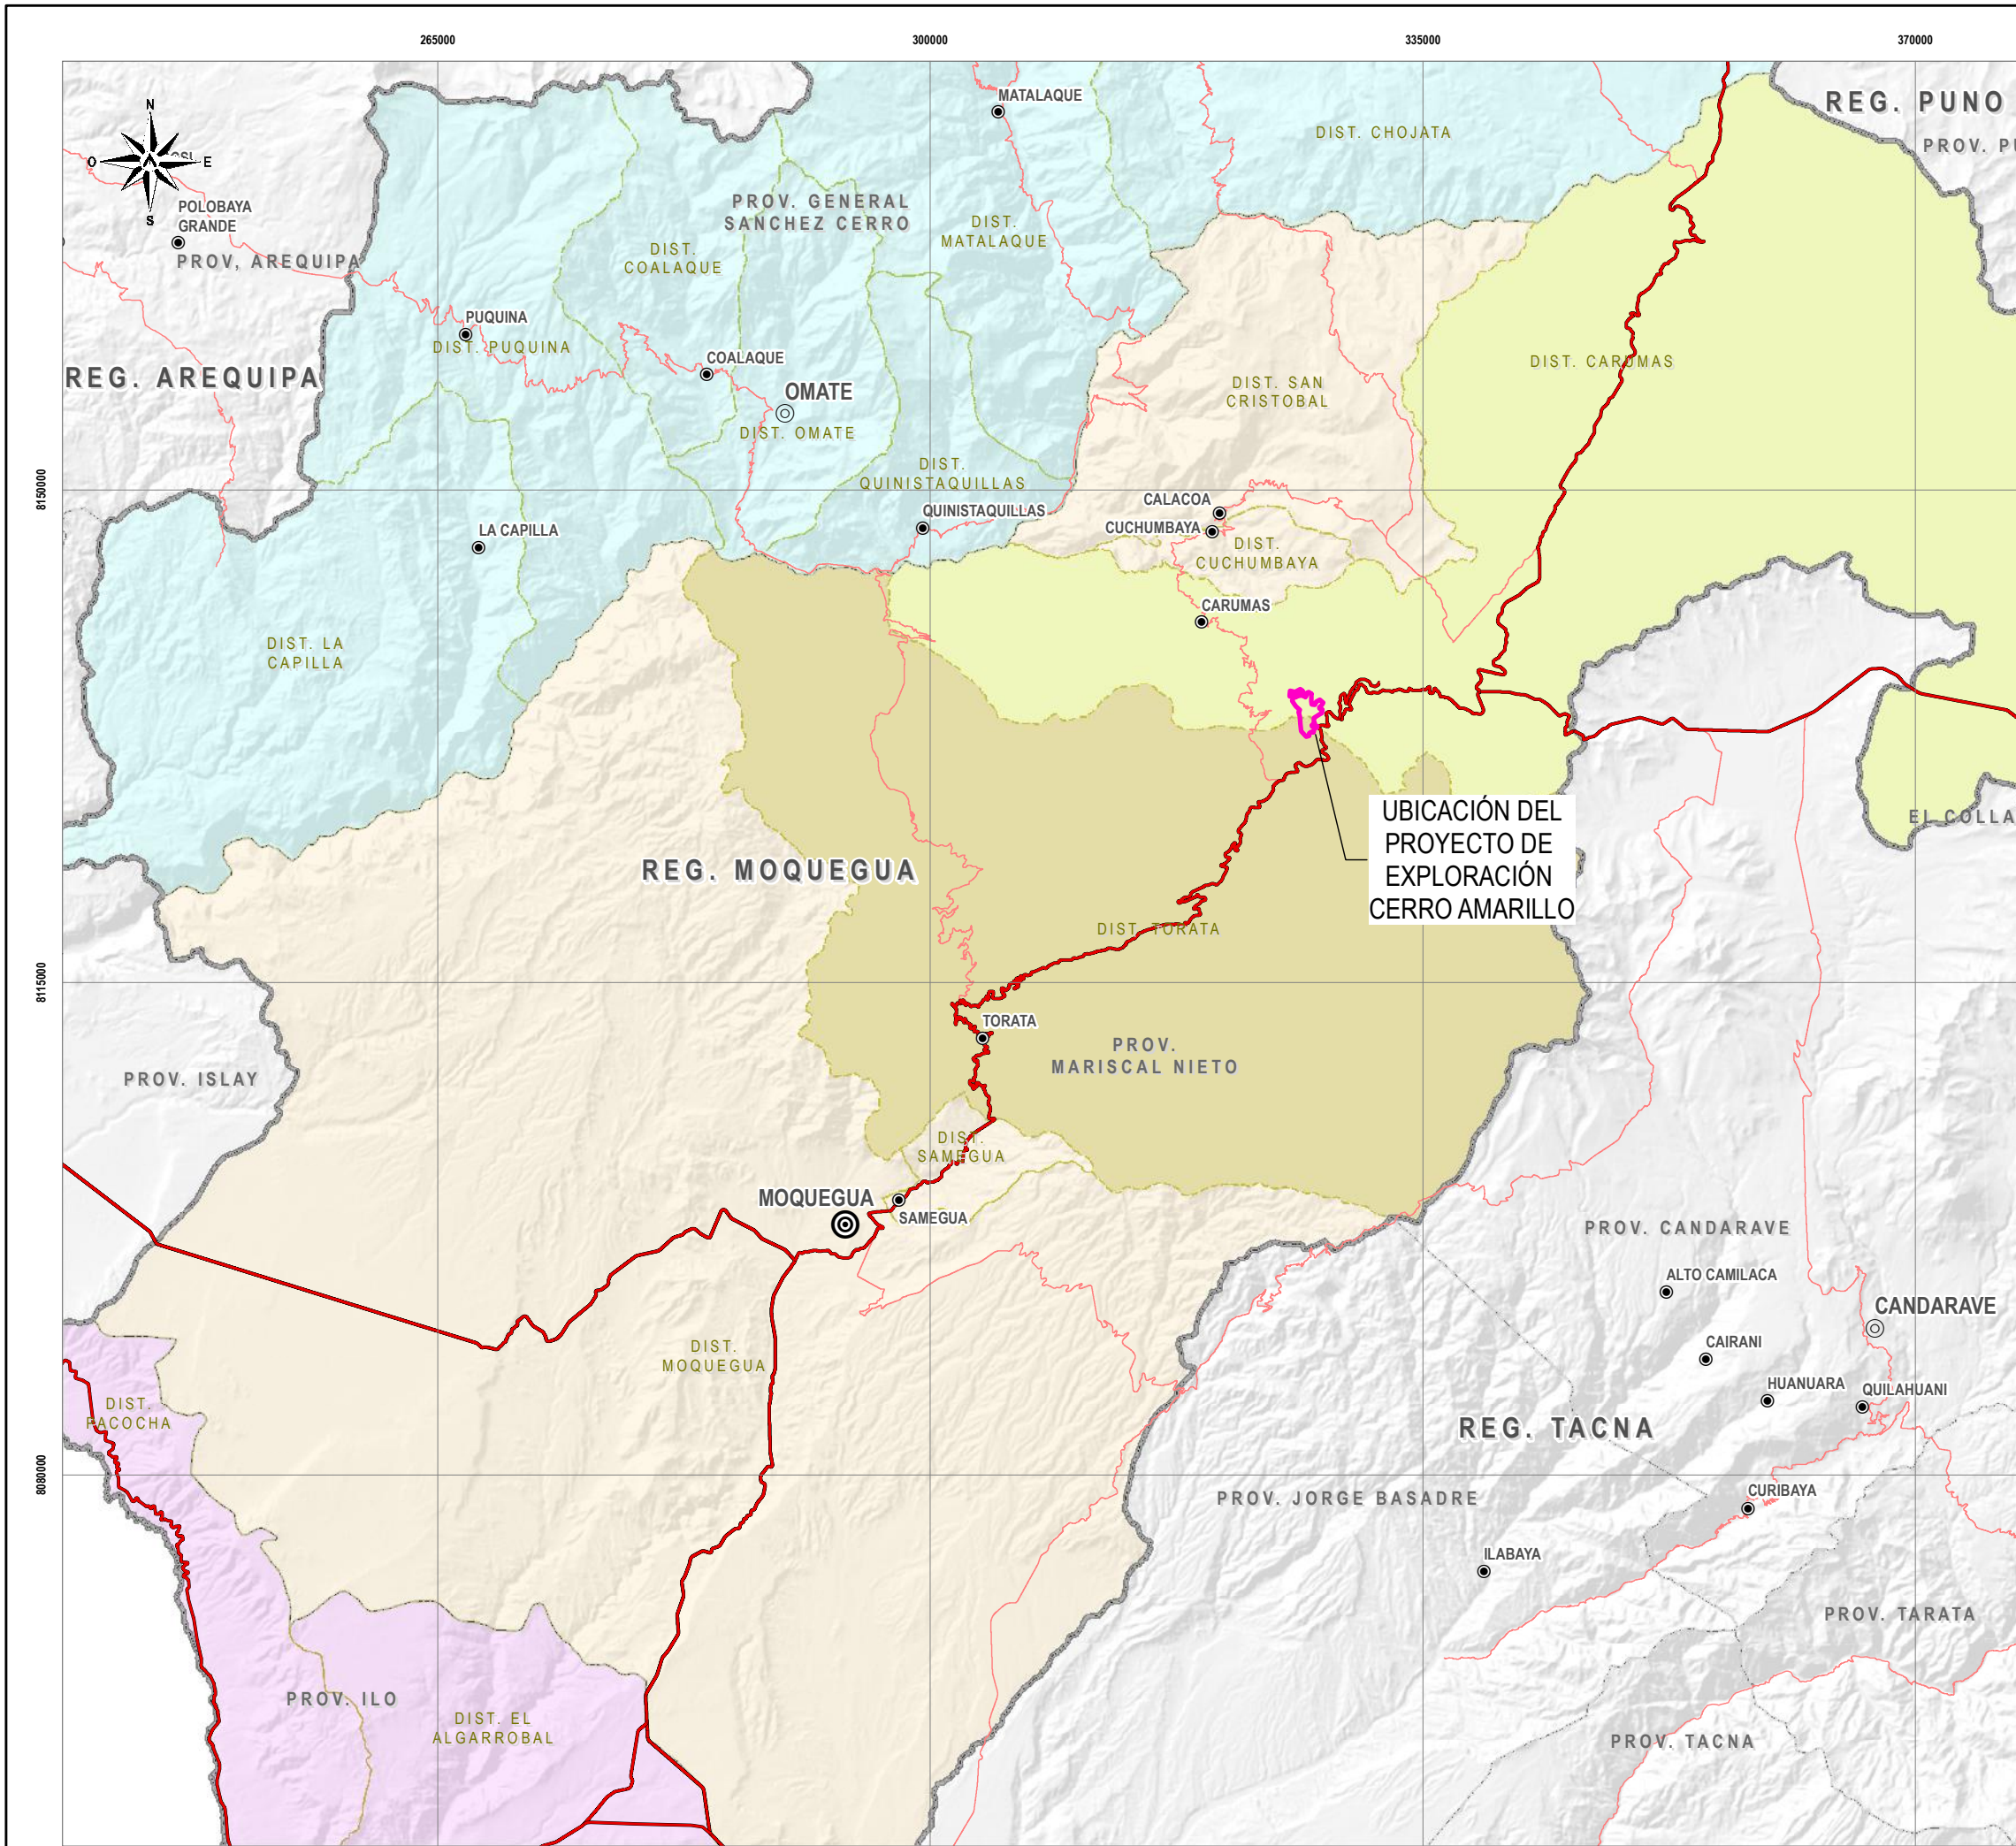 265000
300000
335000
370000
8150000
8115000
8080000
N
O
E
S
REG. PUNO
MATALAQUE
DIST. CHOJATA
POLOBAYA
GRANDE
PROV, AREQUIPA
PROV. GENERAL
SANCHEZ CERRO
DIST.
MATALAQUE
DIST.
COALAQUE
PUQUINA
DIST. PUQUINA
COALAQUE
REG. AREQUIPA
OMATE
DIST. OMATE
DIST. SAN
CRISTOBAL
DIST. CARUMAS
DIST.
QUINISTAQUILLAS
QUINISTAQUILLAS
CALACOA
CUCHUMBAYA
DIST.
CUCHUMBAYA
LA CAPILLA
CARUMAS
DIST. LA
CAPILLA
UBICACIÓN DEL
PROYECTO DE
EXPLORACIÓN
CERRO AMARILLO
EL COLLA
REG. MOQUEGUA
DIST. TORATA
TORATA
PROV.
MARISCAL NIETO
PROV. ISLAY
DIST.
SAMEGUA
MOQUEGUA
SAMEGUA
PROV. CANDARAVE
ALTO CAMILACA
CANDARAVE
CAIRANI
HUANUARA
QUILAHUANI
DIST.
MOQUEGUA
DIST.
PACOCHA
REG. TACNA
PROV. JORGE BASADRE
CURIBAYA
ILABAYA
PROV. TARATA
PROV. ILO
DIST. EL
ALGARROBAL
PROV. TACNA